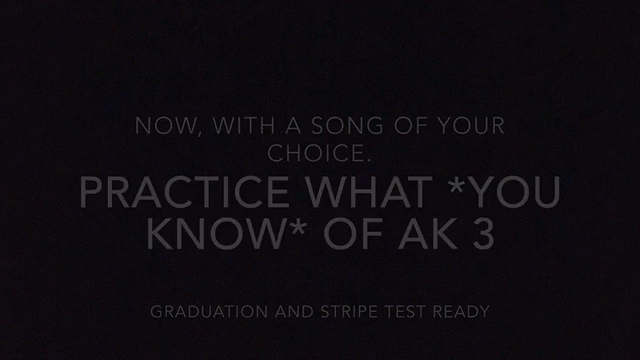 NOW, WITH A SONG OF YOUR
CHOICE.
PRACTICE WHAT *YOU
KNOW* OF AK 3
GRADUATION AND STRIPE TEST READY